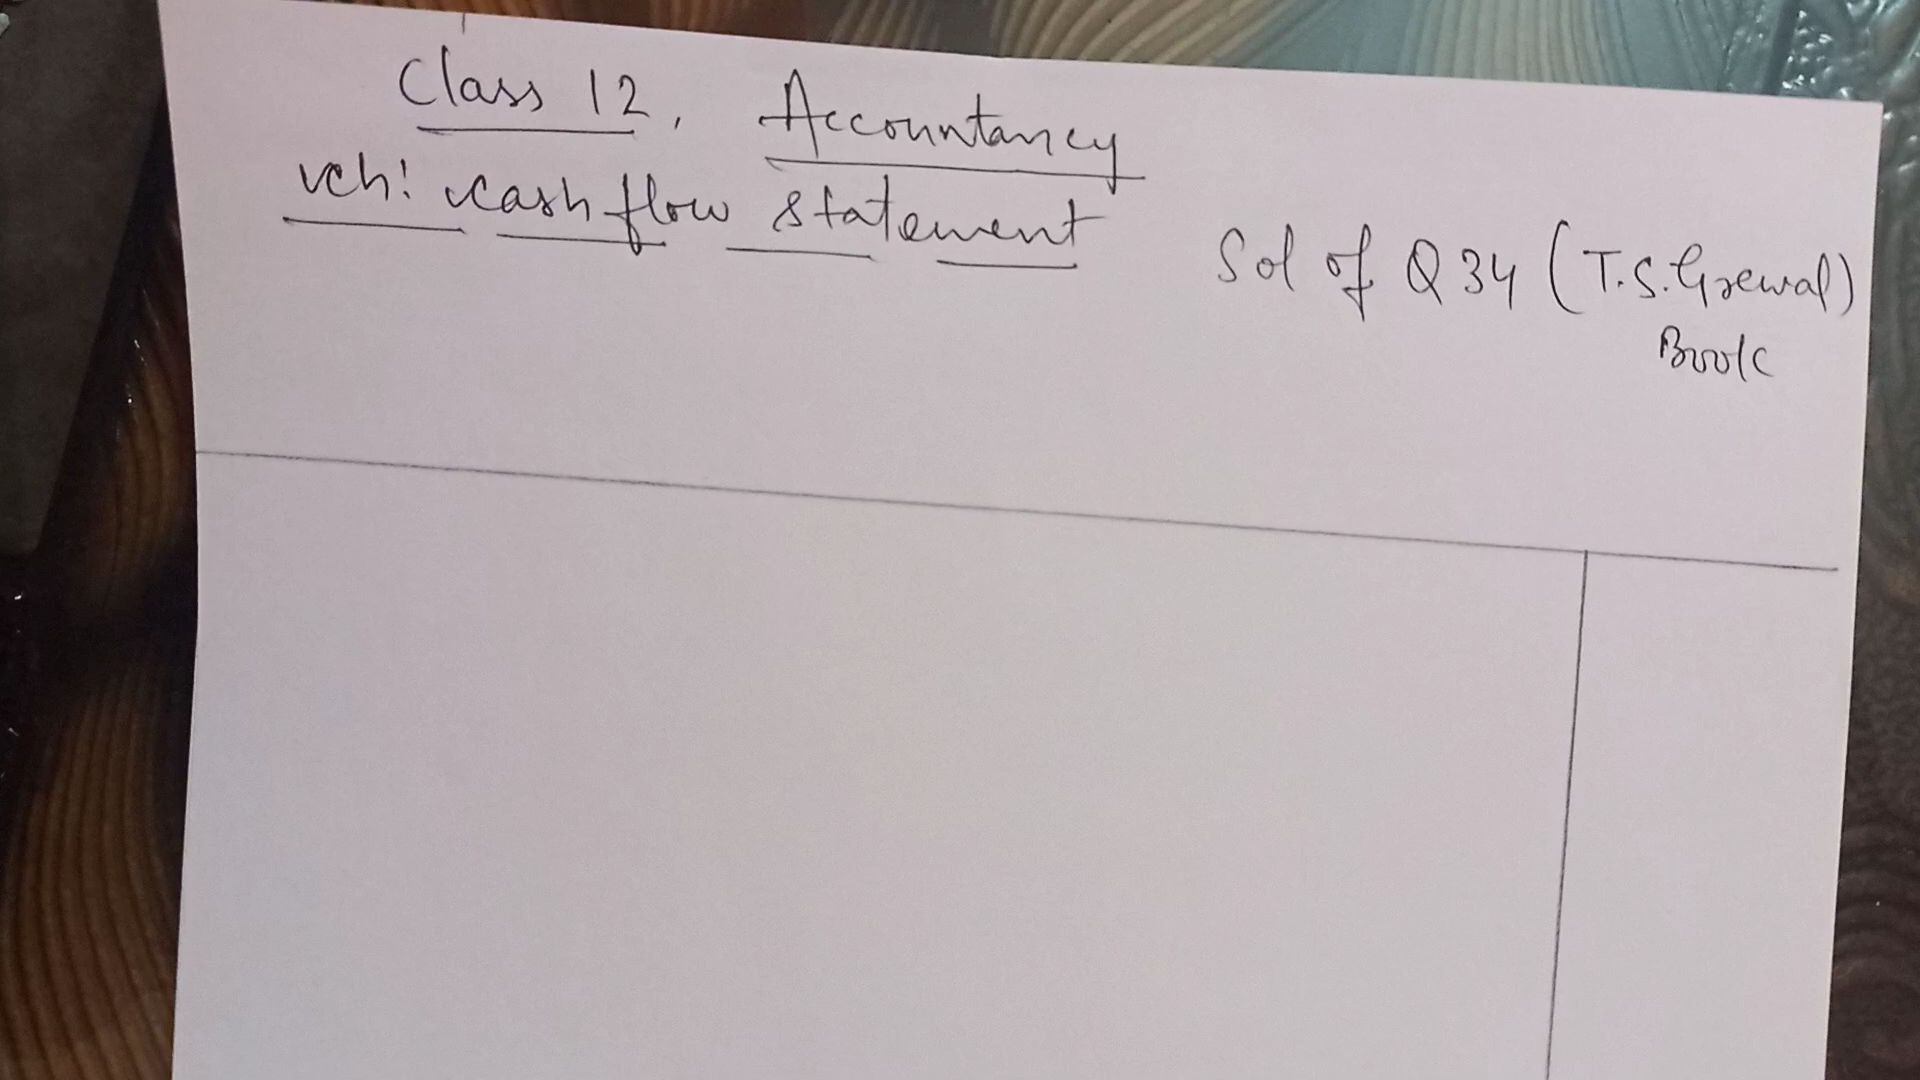 Class 12, Accountancy
ch: cash flow statement
Sol of Q 34 (T.S. Grewal)
Book